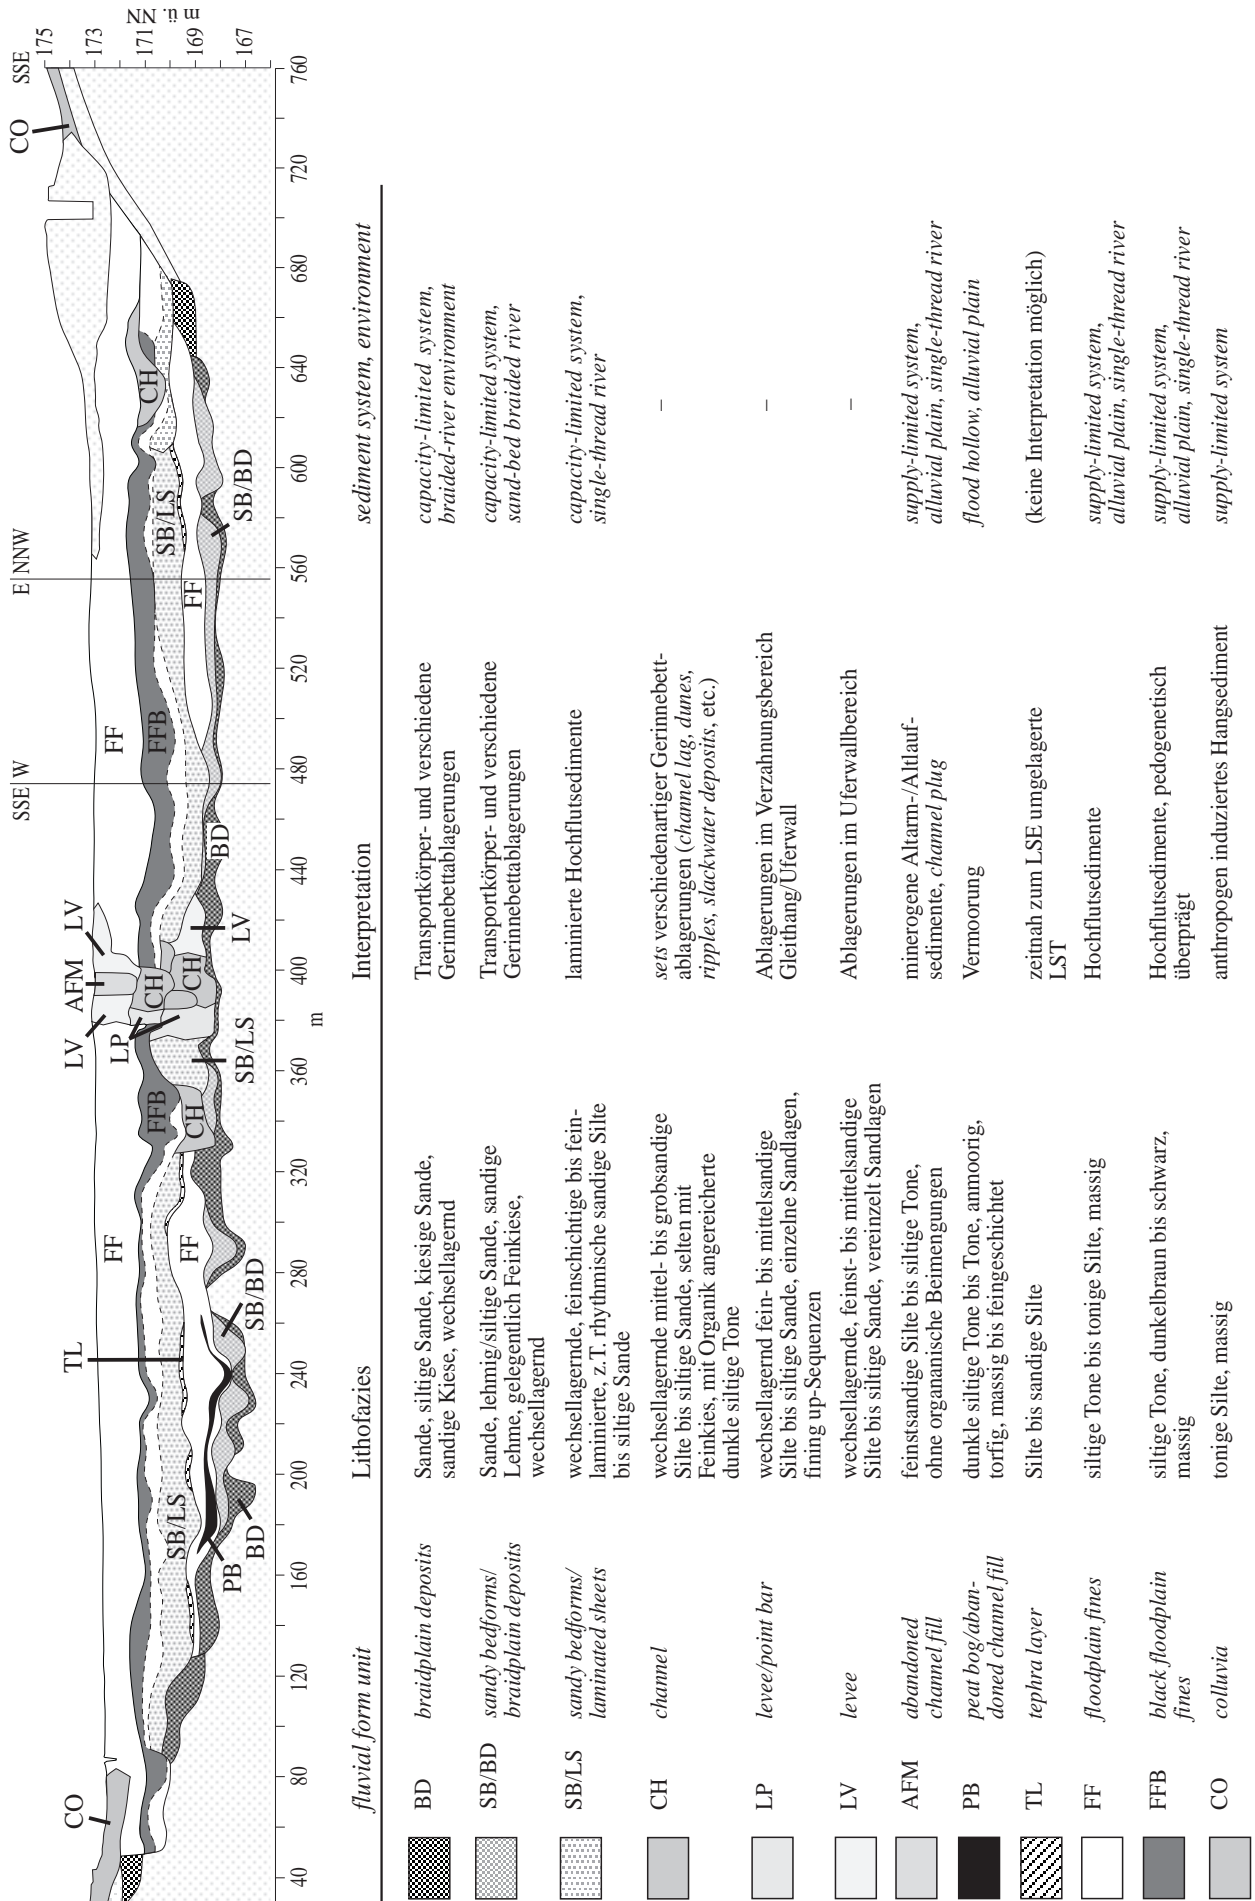 SSE W
E NNW
SSE
m ü. NN
175
173
171
169
167
CO
LV
AFM
LV
TL
CO
FF
FF
LP
FFB
FFB
CH
CH
SB/LS
SB/LS
CH
CH
FF
FF
PB
BD
SB/BD
SB/LS
LV
BD
SB/BD
40
80
120
160
200
240
280
320
360
400
440
480
520
560
600
640
680
720
760
m
fluvial form unit
Lithofazies
Interpretation
sediment system, environment
BD
braidplain deposits
Sande, siltige Sande, kiesige Sande,
sandige Kiese, wechsellagernd
Transportkörper- und verschiedene
Gerinnebettablagerungen
capacity-limited system,
braided-river environment
SB/BD
sandy bedforms/
braidplain deposits
Sande, lehmig/siltige Sande, sandige
Lehme, gelegentlich Feinkiese,
wechsellagernd
Transportkörper- und verschiedene
Gerinnebettablagerungen
capacity-limited system,
sand-bed braided river
SB/LS
sandy bedforms/
laminated sheets
wechsellagernde, feinschichtige bis fein-
laminierte, z.T. rhythmische sandige Silte
bis siltige Sande
laminierte Hochflutsedimente
capacity-limited system,
single-thread river
CH
channel
wechsellagernde mittel- bis grobsandige
Silte bis siltige Sande, selten mit
Feinkies, mit Organik angereicherte
dunkle siltige Tone
sets verschiedenartiger Gerinnebett-
ablagerungen (channel lag, dunes,
ripples, slackwater deposits, etc.)
–
LP
levee/point bar
wechsellagernd fein- bis mittelsandige
Silte bis siltige Sande, einzelne Sandlagen,
fining up-Sequenzen
Ablagerungen im Verzahnungsbereich
Gleithang/Uferwall
–
LV
levee
wechsellagernde, feinst- bis mittelsandige
Silte bis siltige Sande, vereinzelt Sandlagen
Ablagerungen im Uferwallbereich
–
AFM
abandoned
channel fill
feinstsandige Silte bis siltige Tone,
ohne organanische Beimengungen
minerogene Altarm-/Altlauf-
sedimente, channel plug
supply-limited system,
alluvial plain, single-thread river
PB
peat bog/aban-
doned channel fill
dunkle siltige Tone bis Tone, anmoorig,
torfig, massig bis feingeschichtet
Vermoorung
flood hollow, alluvial plain
TL
tephra layer
Silte bis sandige Silte
zeitnah zum LSE umgelagerte
LST
(keine Interpretation möglich)
FF
floodplain fines
siltige Tone bis tonige Silte, massig
Hochflutsedimente
supply-limited system,
alluvial plain, single-thread river
FFB
black floodplain
fines
siltige Tone, dunkelbraun bis schwarz,
massig
Hochflutsedimente, pedogenetisch
überprägt
supply-limited system,
alluvial plain, single-thread river
CO
colluvia
tonige Silte, massig
anthropogen induziertes Hangsediment
supply-limited system